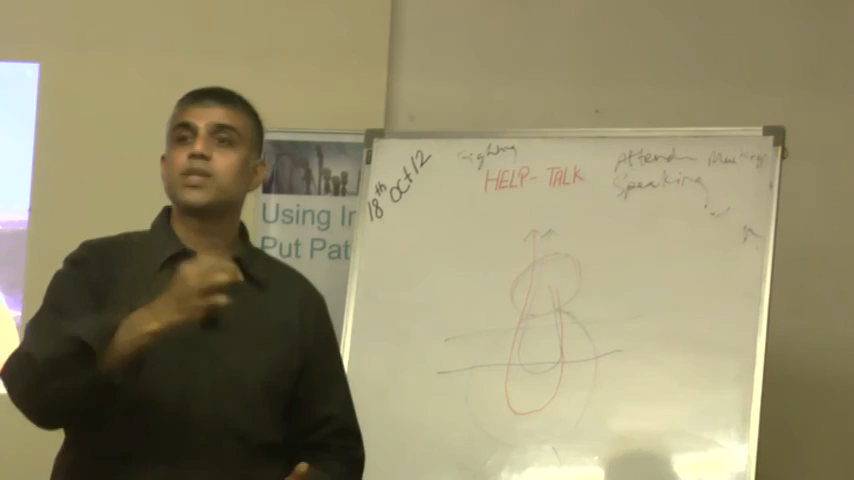 18th Oct 12
HELP-TALK
Attend Meetings
Speaking
Using In
Put Pat